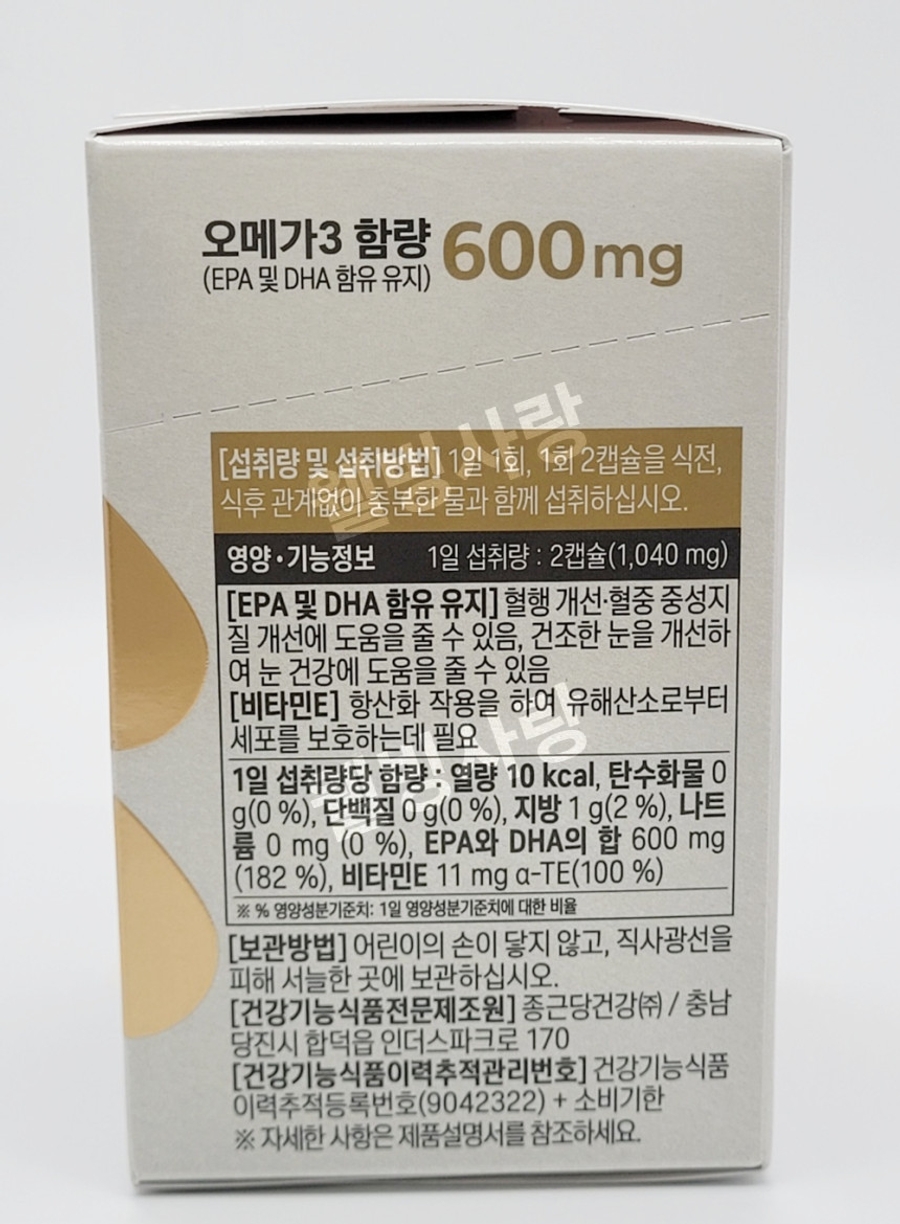 오메가3 함량 600 mg
(EPA 및 DHA 함유 유지)
웰빙사랑
[섭취량 및 섭취방법] 1일 1회, 1회 2캡슐을 식전,
식후 관계없이 충분한 물과 함께 섭취하십시오.
영양·기능정보 1일 섭취량 : 2캡슐(1,040 mg)
[EPA 및 DHA 함유 유지] 혈행 개선·혈중 중성지
질 개선에 도움을 줄 수 있음, 건조한 눈을 개선하
여 눈 건강에 도움을 줄 수 있음
[비타민E] 항산화 작용을 하여 유해산소로부터
세포를 보호하는데 필요
웰빙사랑
1일 섭취량당 함량 : 열량 10 kcal, 탄수화물 0
g(0 %), 단백질 0 g(0 %), 지방 1 g(2 %), 나트
륨 0 mg (0 %), EPA와 DHA의 합 600 mg
(182 %), 비타민E 11 mg α-TE(100 %)
※ % 영양성분기준치: 1일 영양성분기준치에 대한 비율
[보관방법] 어린이의 손이 닿지 않고, 직사광선을
피해 서늘한 곳에 보관하십시오.
[건강기능식품전문제조원] 종근당건강㈜ / 충남
당진시 합덕읍 인더스파크로 170
[건강기능식품이력추적관리번호] 건강기능식품
이력추적등록번호(9042322) + 소비기한
※ 자세한 사항은 제품설명서를 참조하세요.